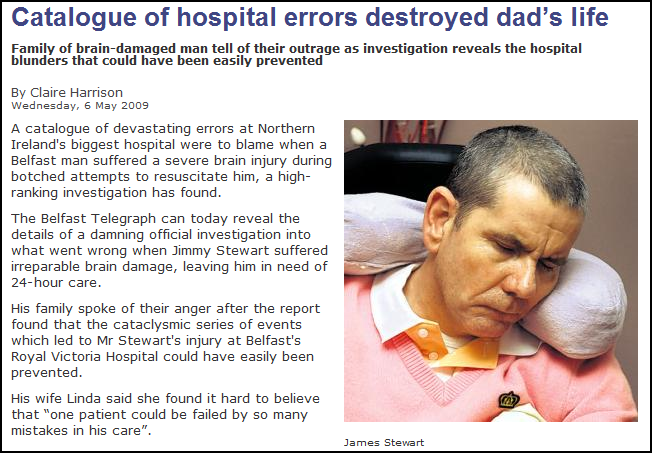 Catalogue of hospital errors destroyed dad's life
Family of brain-damaged man tell of their outrage as investigation reveals the hospital
blunders that could have been easily prevented
By Claire Harrison
Wednesday, 6 May 2009
A catalogue of devastating errors at Northern
Ireland's biggest hospital were to blame when a
Belfast man suffered a severe brain injury during
botched attempts to resuscitate him, a high-
ranking investigation has found.
The Belfast Telegraph can today reveal the
details of a damning official investigation into
what went wrong when Jimmy Stewart suffered
irreparable brain damage, leaving him in need of
24-hour care.
His family spoke of their anger after the report
found that the cataclysmic series of events
which led to Mr Stewart's injury at Belfast's
Royal Victoria Hospital could have easily been
prevented.
His wife Linda said she found it hard to believe
that “one patient could be failed by so many
mistakes in his care”.
James Stewart